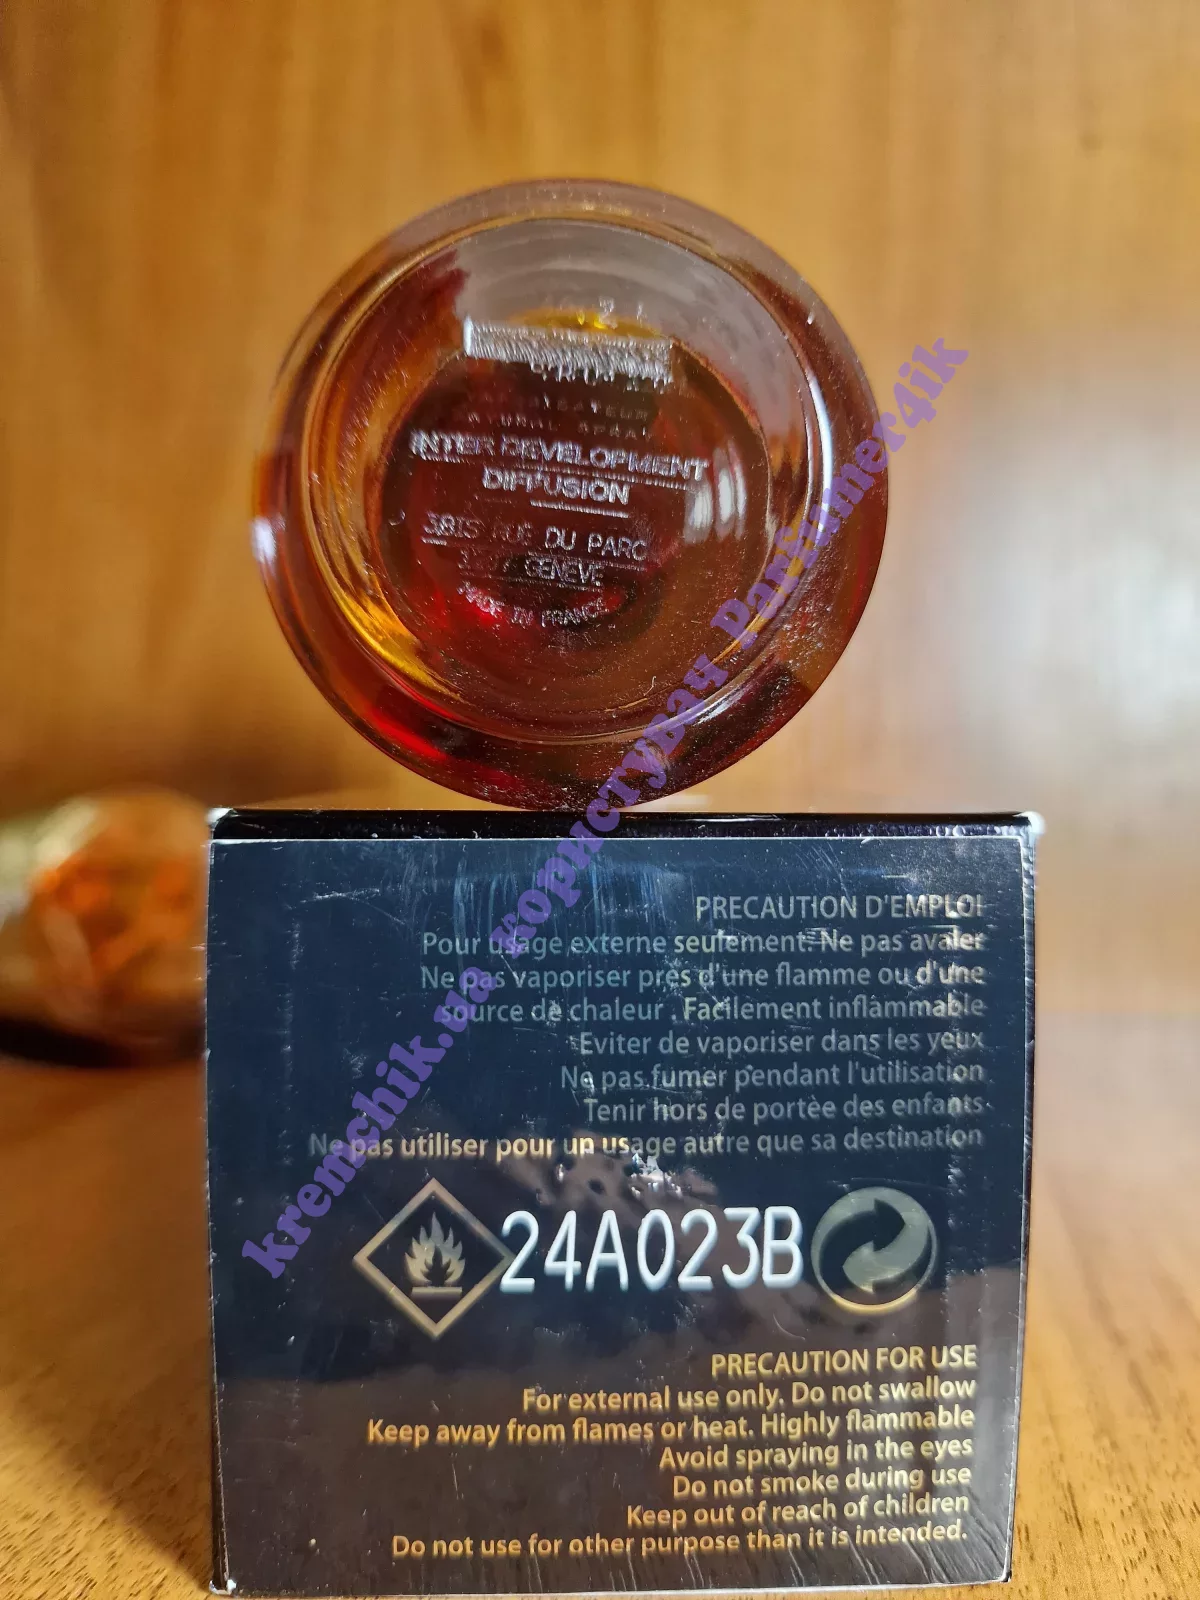 INTER DEVELOPMENT
DIFFUSION
RUE DU PARC
GENEVE
MADE IN FRANCE
PRECAUTION D'EMPLOI
Pour usage externe seulement. Ne pas avaler
Ne pas vaporiser près d'une flamme ou d'une
source de chaleur . Facilement inflammable
Eviter de vaporiser dans les yeux
Ne pas fumer pendant l'utilisation
Tenir hors de portèe des enfants
Ne pas utiliser pour un usage autre que sa destination
24A023B
PRECAUTION FOR USE
For external use only. Do not swallow
Keep away from flames or heat. Highly flammable
Avoid spraying in the eyes
Do not smoke during use
Keep out of reach of children
Do not use for other purpose than it is intended.
kremchik.ua користувач Parfumer4ik